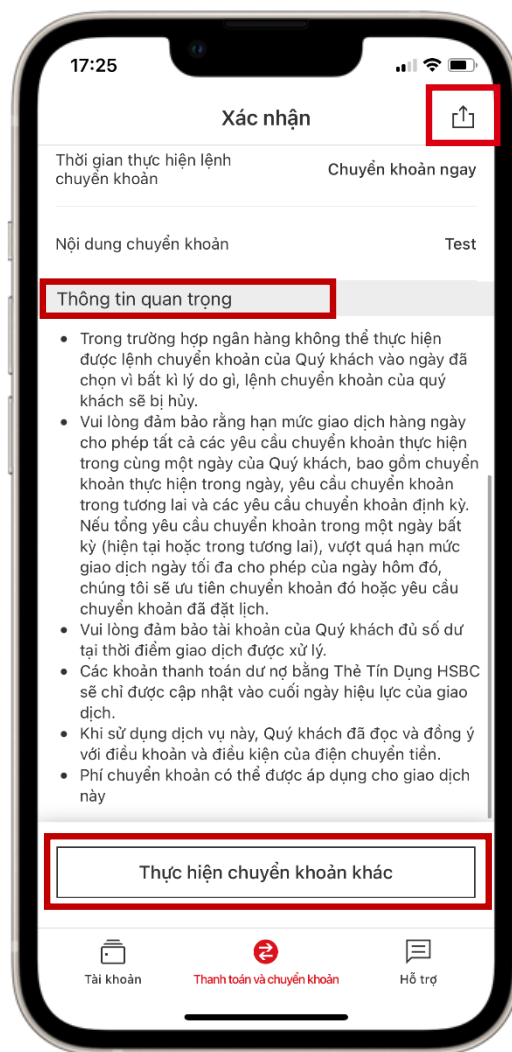 17:25
Xác nhận
Thời gian thực hiện lệnh
chuyển khoản
Chuyển khoản ngay
Nội dung chuyển khoản
Test
Thông tin quan trọng
• Trong trường hợp ngân hàng không thể thực hiện
được lệnh chuyển khoản của Quý khách vào ngày đã
chọn vì bất kì lý do gì, lệnh chuyển khoản của quý
khách sẽ bị hủy.
• Vui lòng đảm bảo rằng hạn mức giao dịch hàng ngày
cho phép tất cả các yêu cầu chuyển khoản thực hiện
trong cùng một ngày của Quý khách, bao gồm chuyển
khoản thực hiện trong ngày, yêu cầu chuyển khoản
trong tương lai và các yêu cầu chuyển khoản định kỳ.
Nếu tổng yêu cầu chuyển khoản trong một ngày bất
kỳ (hiện tại hoặc trong tương lai), vượt quá hạn mức
giao dịch ngày tối đa cho phép của ngày hôm đó,
chúng tôi sẽ ưu tiên chuyển khoản đó hoặc yêu cầu
chuyển khoản đã đặt lịch.
• Vui lòng đảm bảo tài khoản của Quý khách đủ số dư
tại thời điểm giao dịch được xử lý.
• Các khoản thanh toán dư nợ bằng Thẻ Tín Dụng HSBC
sẽ chỉ được cập nhật vào cuối ngày hiệu lực của giao
dịch.
• Khi sử dụng dịch vụ này, Quý khách đã đọc và đồng ý
với điều khoản và điều kiện của điện chuyển tiền.
• Phí chuyển khoản có thể được áp dụng cho giao dịch
này
Thực hiện chuyển khoản khác
Tài khoản
Thanh toán và chuyển khoản
Hỗ trợ